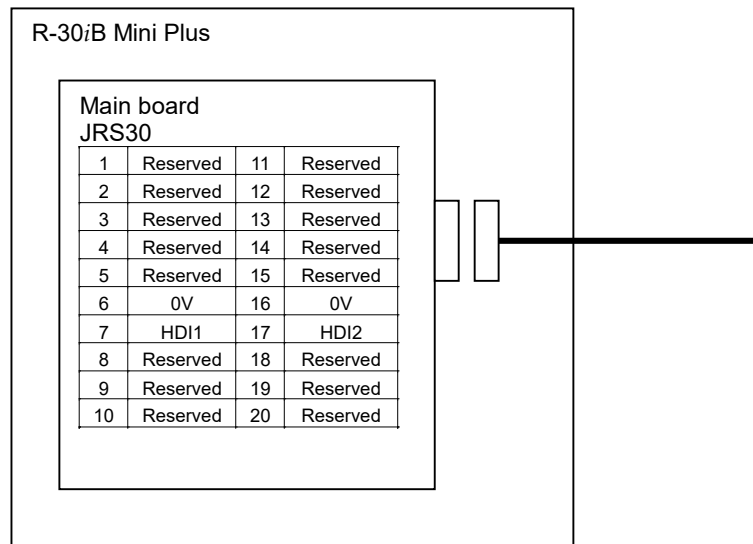 R-30iB Mini Plus
Main board
JRS30
1 Reserved 11 Reserved
2 Reserved 12 Reserved
3 Reserved 13 Reserved
4 Reserved 14 Reserved
5 Reserved 15 Reserved
6 0V 16 0V
7 HDI1 17 HDI2
8 Reserved 18 Reserved
9 Reserved 19 Reserved
10 Reserved 20 Reserved